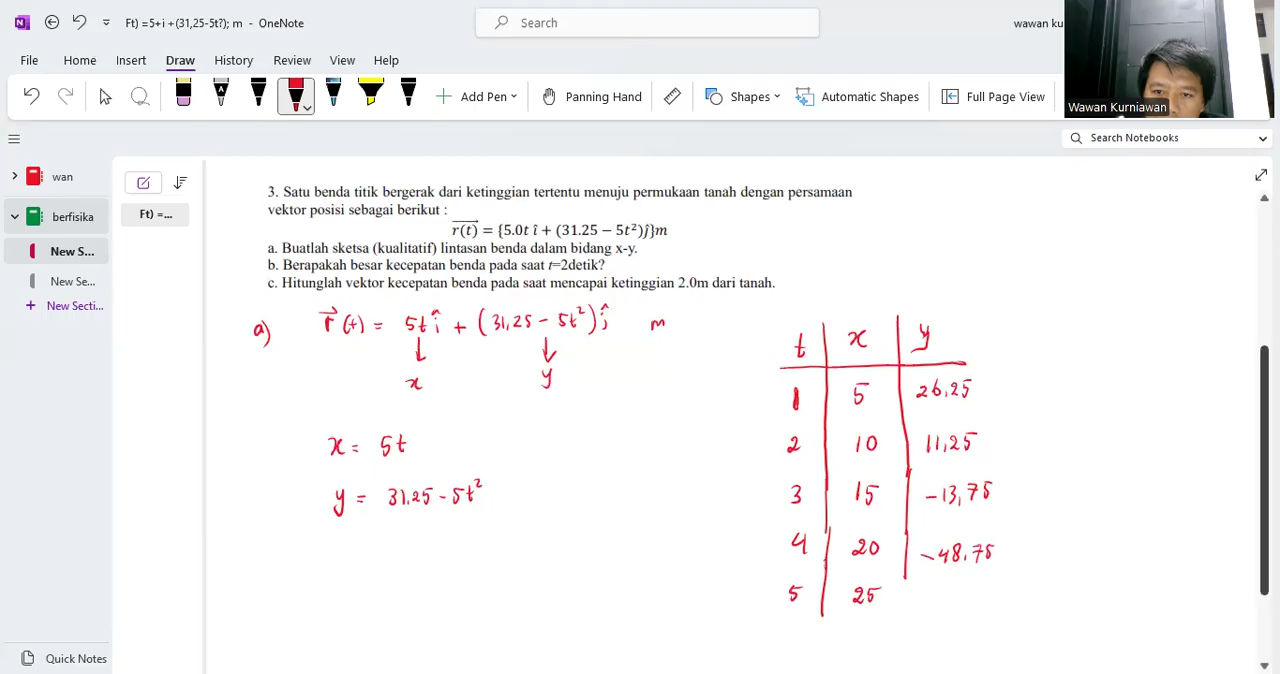 Ft) =5+i +(31,25-5t?); m - OneNote
Search
wawan ku
File Home Insert Draw History Review View Help
Add Pen
Panning Hand
Shapes
Automatic Shapes
Full Page View
Wawan Kurniawan
Search Notebooks
wan
berfisika
New S...
New Se...
New Secti...
Ft) =...
Quick Notes
3. Satu benda titik bergerak dari ketinggian tertentu menuju permukaan tanah dengan persamaan
vektor posisi sebagai berikut :
r(t) = {5.0t î + (31.25 − 5t²)ĵ}m
a. Buatlah sketsa (kualitatif) lintasan benda dalam bidang x-y.
b. Berapakah besar kecepatan benda pada saat t=2detik?
c. Hitunglah vektor kecepatan benda pada saat mencapai ketinggian 2.0m dari tanah.
a) r(t) = 5t î + (31,25 - 5t²) ĵ m
x y
x = 5t
y = 31,25 - 5t²
t x y
1 5 26,25
2 10 11,25
3 15 -13,75
4 20 -48,75
5 25